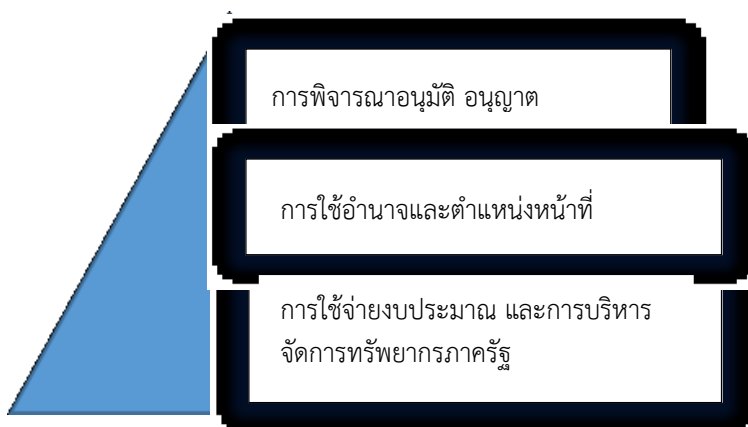 การพิจารณาอนุมัติ อนุญาต
การใช้อำนาจและตำแหน่งหน้าที่
การใช้จ่ายงบประมาณ และการบริหาร
จัดการทรัพยากรภาครัฐ